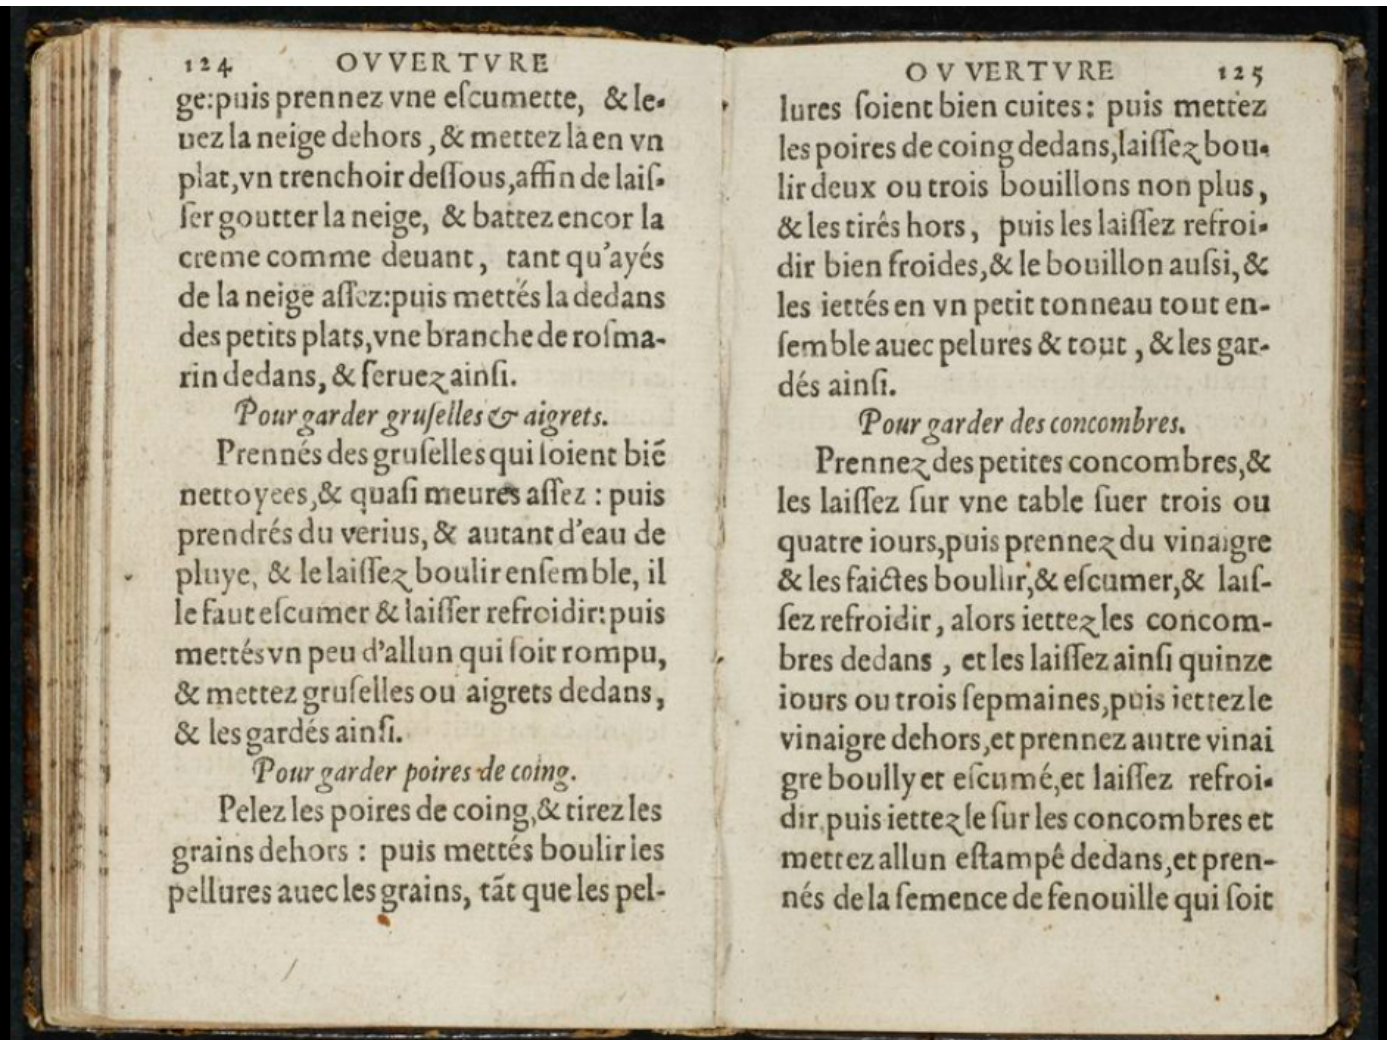 124 OVVERTVRE
ge:puis prennez vne eſcumette, & le-
uez la neige dehors, & mettez là en vn
plat, vn trenchoir deſſous, affin de laiſ-
ſer goutter la neige, & battez encor la
creme comme deuant, tant qu'ayés
de la neige aſſez:puis mettés la dedans
des petits plats, vne branche de roſma-
rin dedans, & ſeruez ainſi.
Pour garder gruſelles & aigrets.
Prennés des gruſelles qui ſoient biē
nettoyees, & quaſi meures aſſez : puis
prendrés du verius, & autant d'eau de
pluye, & le laiſſez boulir enſemble, il
le faut eſcumer & laiſſer refroidir: puis
mettés vn peu d'allun qui ſoit rompu,
& mettez gruſelles ou aigrets dedans,
& les gardés ainſi.
Pour garder poires de coing.
Pelez les poires de coing, & tirez les
grains dehors : puis mettés boulir les
pellures auec les grains, tāt que les pel-
OVVERTVRE 125
lures ſoient bien cuites: puis mettez
les poires de coing dedans, laiſſez bou-
lir deux ou trois bouillons non plus,
& les tirês hors, puis les laiſſez refroi-
dir bien froides, & le bouillon auſsi, &
les iettés en vn petit tonneau tout en-
ſemble auec pelures & tout, & les gar-
dés ainſi.
Pour garder des concombres.
Prennez des petites concombres, &
les laiſſez ſur vne table ſuer trois ou
quatre iours, puis prennez du vinaigre
& les faictes boullir, & eſcumer, & laiſ-
ſez refroidir, alors iettez les concom-
bres dedans, et les laiſſez ainſi quinze
iours ou trois ſepmaines, puis iettez le
vinaigre dehors, et prennez autre vinai
gre boully et eſcumé, et laiſſez refroi-
dir, puis iettez le ſur les concombres et
mettez allun eſtampê dedans, et pren-
nés de la ſemence de fenouille qui ſoit